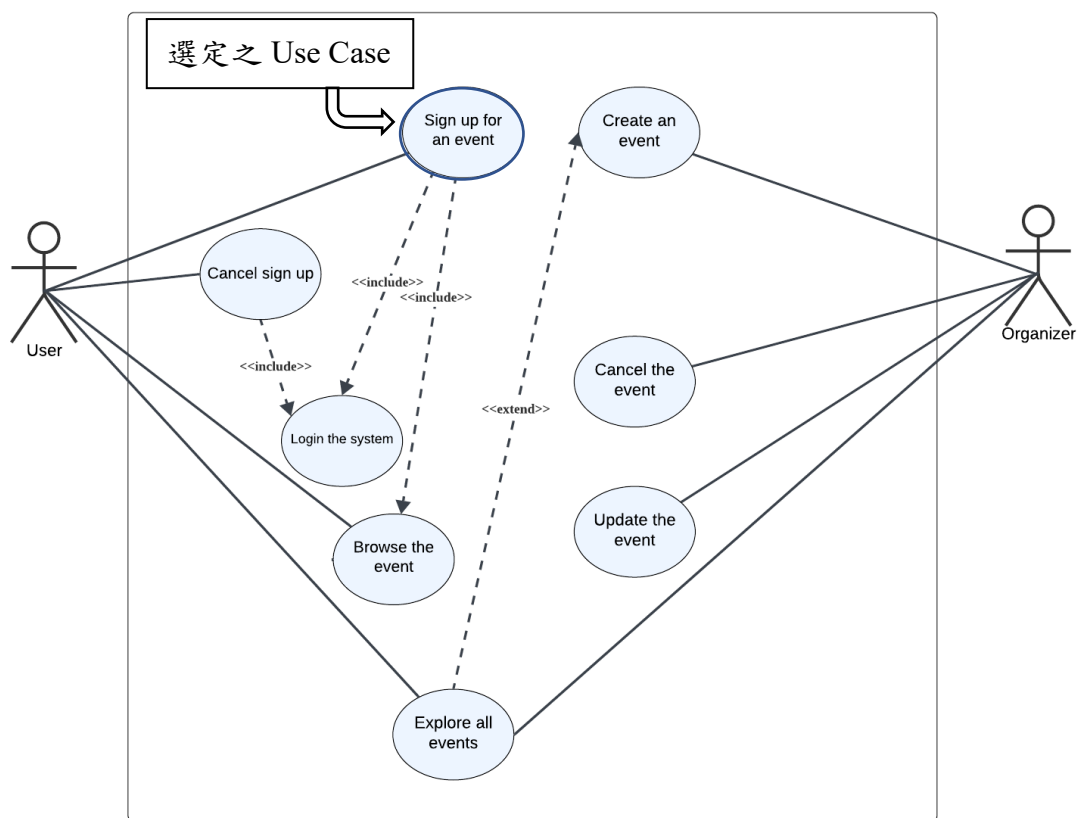 選定之 Use Case
Sign up for
an event
Create an
event
Cancel sign up
<<include>>
<<include>>
User
Organizer
<<include>>
Cancel the
event
<<extend>>
Login the system
Update the
event
Browse the
event
Explore all
events